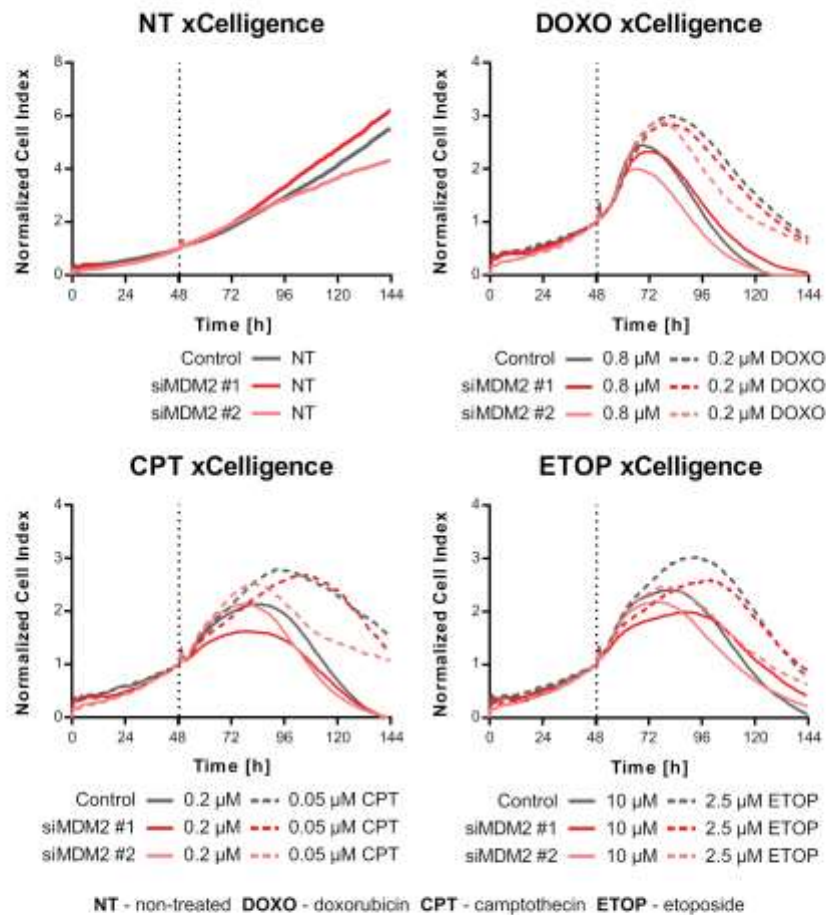 NT xCelligence
Normalized Cell Index
8
6
4
2
0
0 24 48 72 96 120 144
Time [h]
Control NT
siMDM2 #1 NT
siMDM2 #2 NT
DOXO xCelligence
Normalized Cell Index
4
3
2
1
0
0 24 48 72 96 120 144
Time [h]
Control 0.8 µM 0.2 µM DOXO
siMDM2 #1 0.8 µM 0.2 µM DOXO
siMDM2 #2 0.8 µM 0.2 µM DOXO
CPT xCelligence
Normalized Cell Index
4
3
2
1
0
0 24 48 72 96 120 144
Time [h]
Control 0.2 µM 0.05 µM CPT
siMDM2 #1 0.2 µM 0.05 µM CPT
siMDM2 #2 0.2 µM 0.05 µM CPT
ETOP xCelligence
Normalized Cell Index
4
3
2
1
0
0 24 48 72 96 120 144
Time [h]
Control 10 µM 2.5 µM ETOP
siMDM2 #1 10 µM 2.5 µM ETOP
siMDM2 #2 10 µM 2.5 µM ETOP
NT - non-treated DOXO - doxorubicin CPT - camptothecin ETOP - etoposide